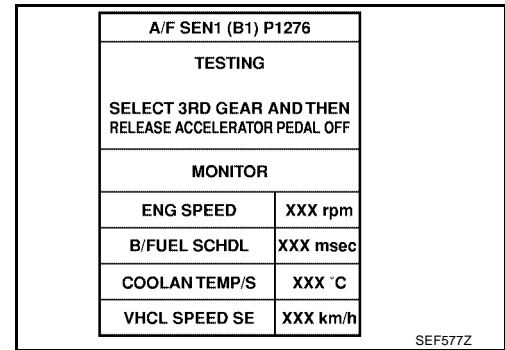 A/F SEN1 (B1) P1276
TESTING
SELECT 3RD GEAR AND THEN
RELEASE ACCELERATOR PEDAL OFF
MONITOR
ENG SPEED XXX rpm
B/FUEL SCHDL XXX msec
COOLAN TEMP/S XXX °C
VHCL SPEED SE XXX km/h
SEF577Z